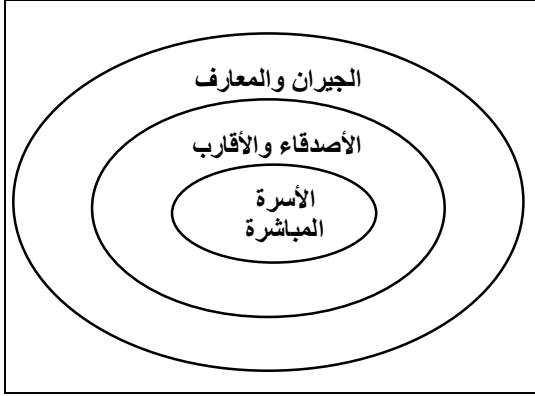 الجيران والمعارف
الأصدقاء والأقارب
الأسرة
المباشرة